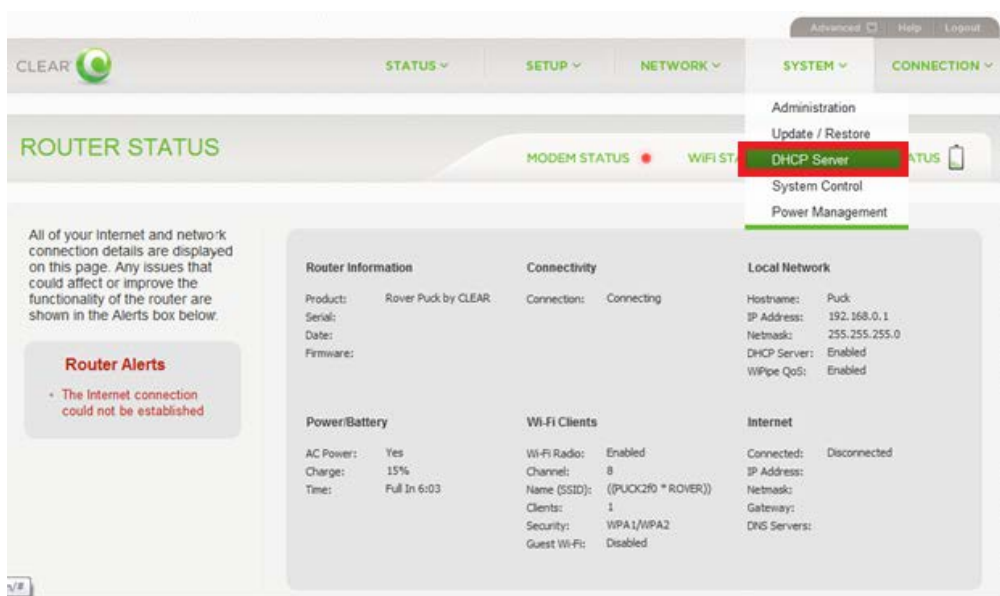 Advanced Help Logout
CLEAR STATUS SETUP NETWORK SYSTEM CONNECTION
Administration
Update / Restore
DHCP Server
System Control
Power Management
ROUTER STATUS
MODEM STATUS WiFi STA ATUS
All of your Internet and network
connection details are displayed
on this page. Any issues that
could affect or improve the
functionality of the router are
shown in the Alerts box below.
Router Alerts
• The Internet connection
could not be established
Router Information
Product: Rover Puck by CLEAR
Serial:
Date:
Firmware:
Connectivity
Connection: Connecting
Local Network
Hostname: Puck
IP Address: 192.168.0.1
Netmask: 255.255.255.0
DHCP Server: Enabled
WiPipe QoS: Enabled
Power/Battery
AC Power: Yes
Charge: 15%
Time: Full In 6:03
Wi-Fi Clients
Wi-Fi Radio: Enabled
Channel: 8
Name (SSID): ((PUCK2f0 * ROVER))
Clients: 1
Security: WPA1/WPA2
Guest Wi-Fi: Disabled
Internet
Connected: Disconnected
IP Address:
Netmask:
Gateway:
DNS Servers:
n/#